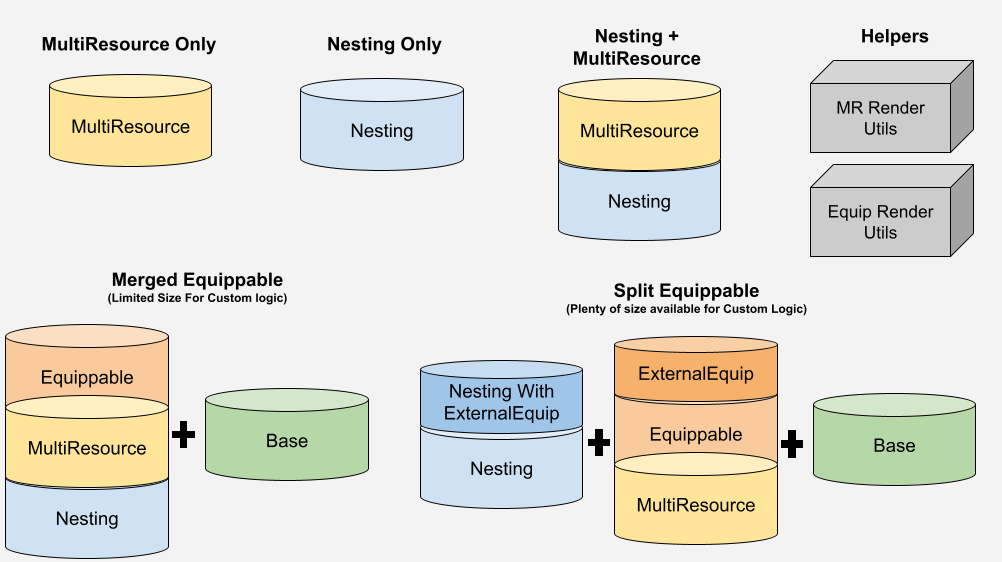 MultiResource Only
Nesting Only
Nesting +
MultiResource
Helpers
MultiResource
Nesting
MultiResource
Nesting
MR Render
Utils
Equip Render
Utils
Merged Equippable
(Limited Size For Custom logic)
Equippable
MultiResource
Nesting
Base
Split Equippable
(Plenty of size available for Custom Logic)
Nesting With
ExternalEquip
Nesting
ExternalEquip
Equippable
MultiResource
Base